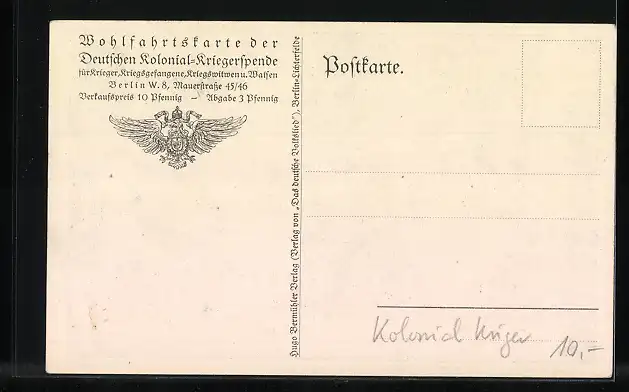 Wohlfahrtskarte der
Deutschen Kolonial=Kriegerspende
für Krieger, Kriegsgefangene, Kriegswitwen u. Waisen
Berlin W. 8, Mauerstraße 45/46
Verkaufspreis 10 Pfennig – Abgabe 3 Pfennig
Hugo Bermühler Verlag (Verlag von „Das deutsche Volkslied"), Berlin=Lichterfelde
Postkarte.
Kolonial Krieger
10,-